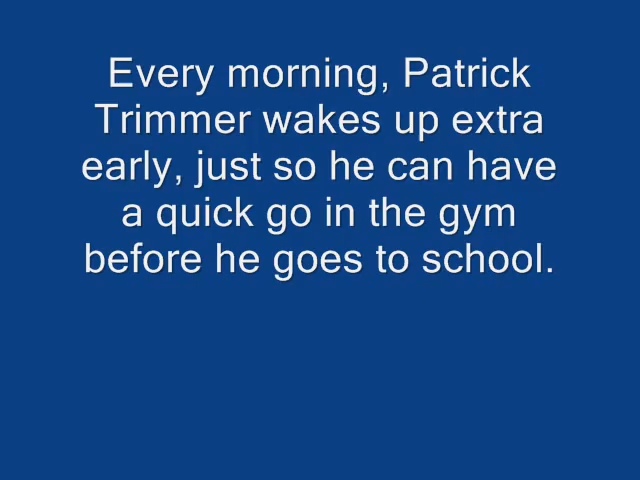 Every morning, Patrick
Trimmer wakes up extra
early, just so he can have
a quick go in the gym
before he goes to school.